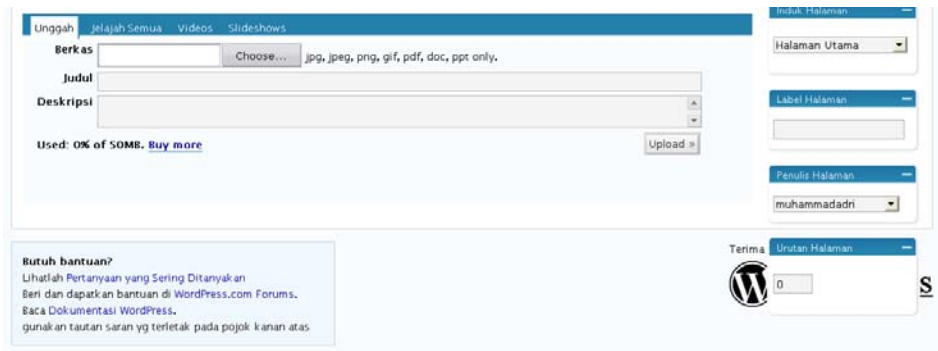 Unggah Jelajah Semua Videos Slideshows
Berkas Choose... jpg, jpeg, png, gif, pdf, doc, ppt only.
Judul
Deskripsi
Used: 0% of 50MB. Buy more Upload »
Induk Halaman
Halaman Utama
Label Halaman
Penulis Halaman
muhammadadri
Butuh bantuan?
Lihatlah Pertanyaan yang Sering Ditanyakan
Beri dan dapatkan bantuan di WordPress.com Forums.
Baca Dokumentasi WordPress.
gunakan tautan saran yg terletak pada pojok kanan atas
Terima
Urutan Halaman
0
S